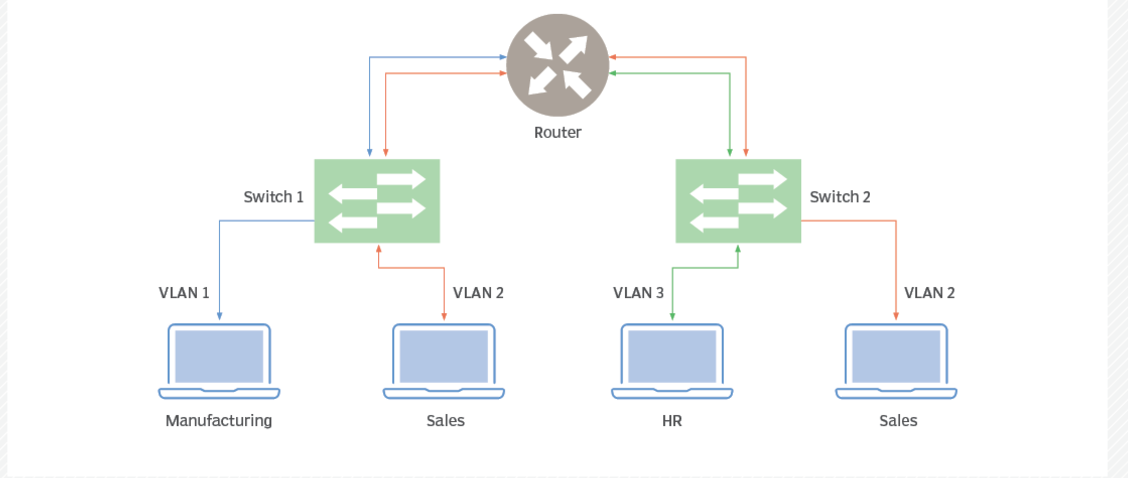 Router
Switch 1
Switch 2
VLAN 1
VLAN 2
VLAN 3
VLAN 2
Manufacturing
Sales
HR
Sales